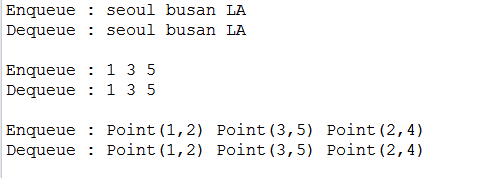 Enqueue : seoul busan LA
Dequeue : seoul busan LA
Enqueue : 1 3 5
Dequeue : 1 3 5
Enqueue : Point(1,2) Point(3,5) Point(2,4)
Dequeue : Point(1,2) Point(3,5) Point(2,4)